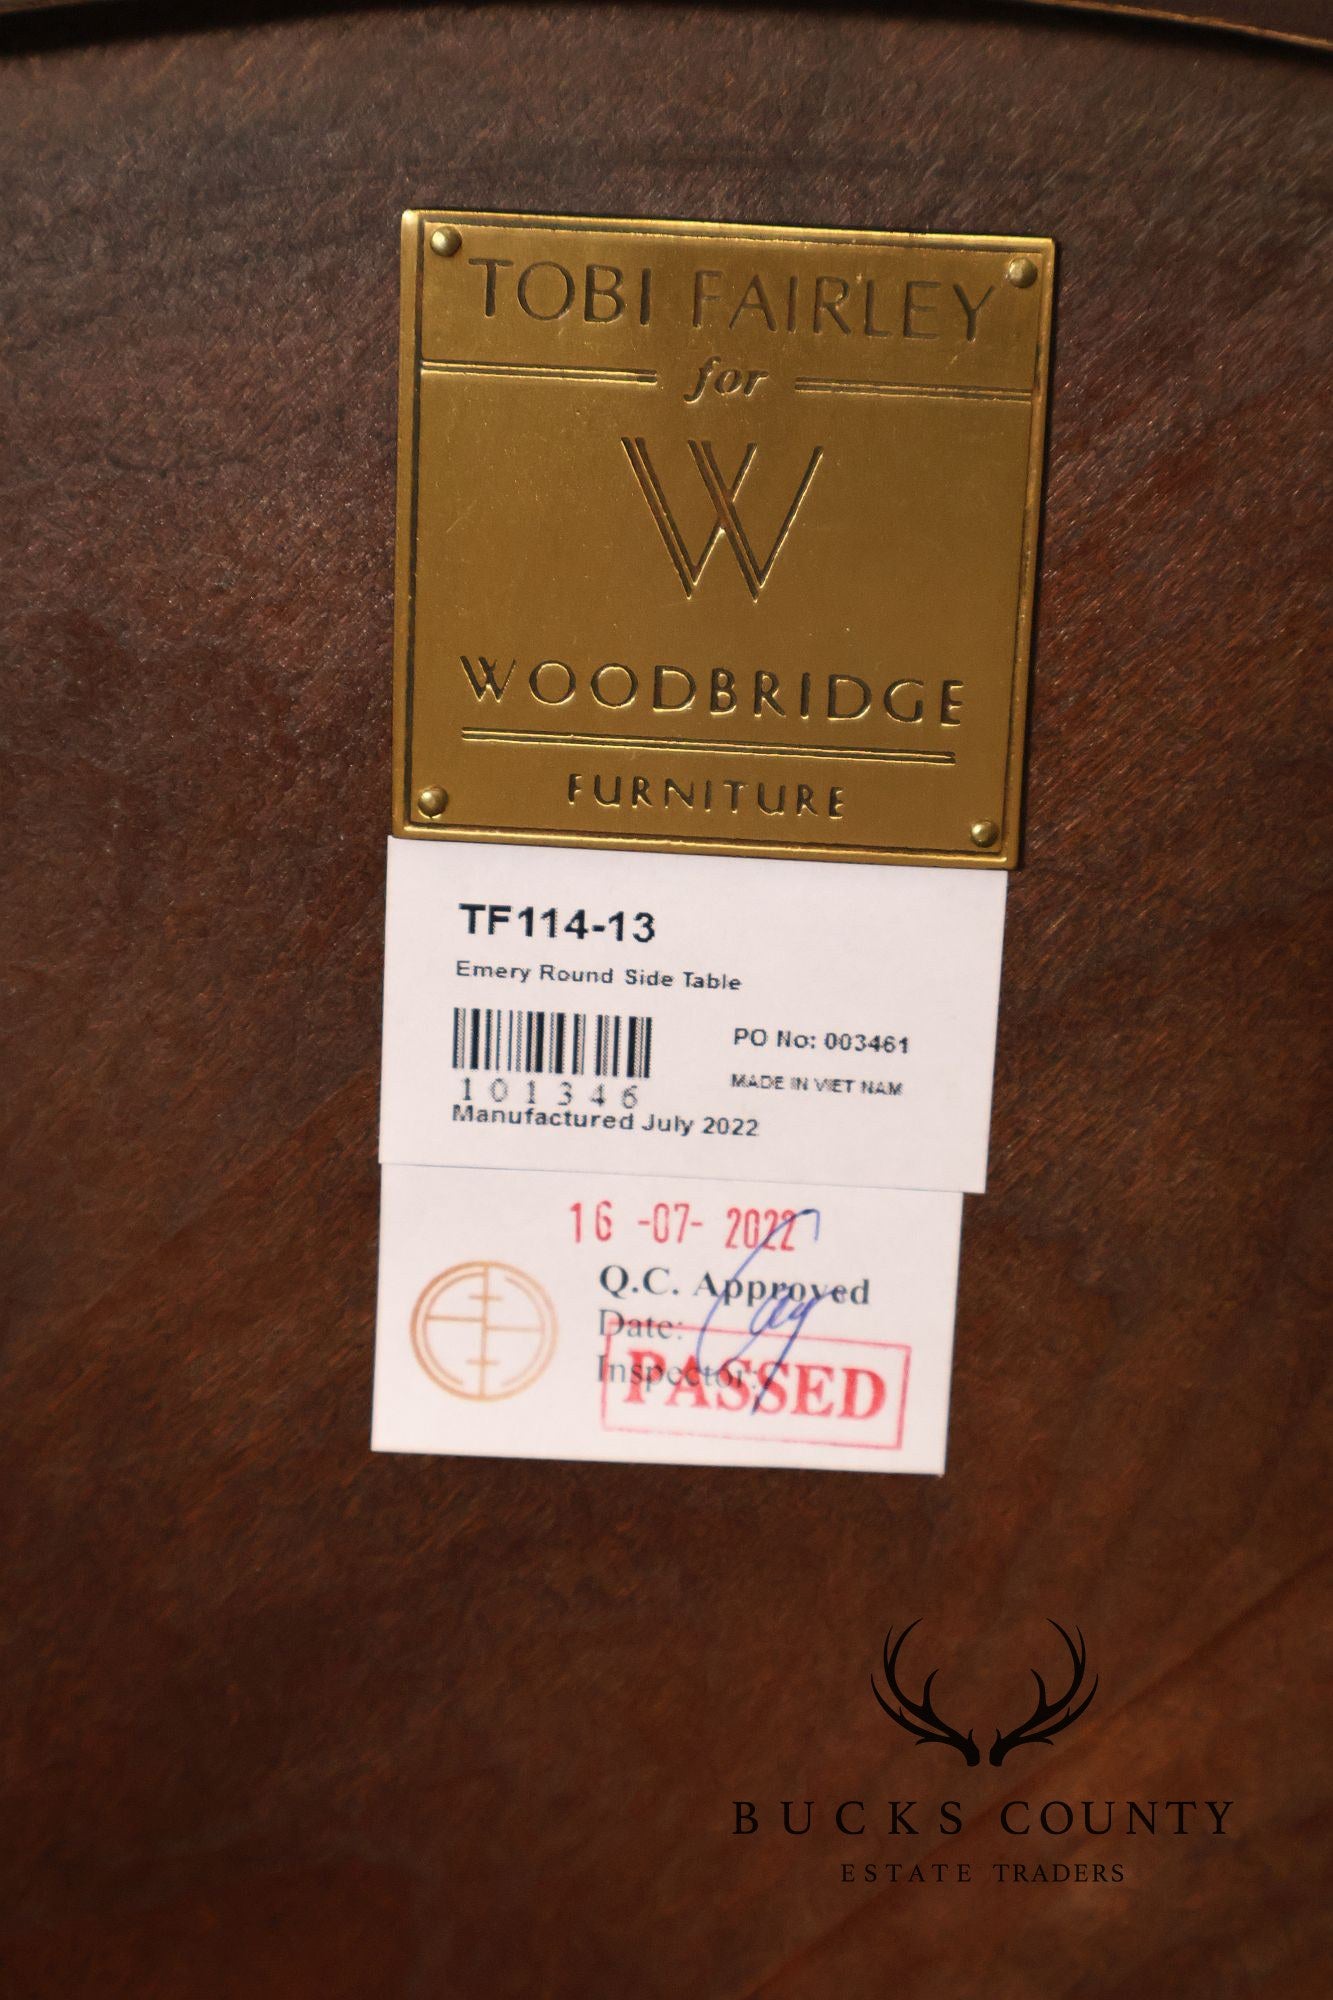 TOBI FAIRLEY
for
W
WOODBRIDGE
FURNITURE
TF114-13
Emery Round Side Table
PO No: 003461
101346
MADE IN VIET NAM
Manufactured July 2022
16 -07- 2022
Q.C. Approved
Date:
Inspector:
PASSED
BUCKS COUNTY
ESTATE TRADERS